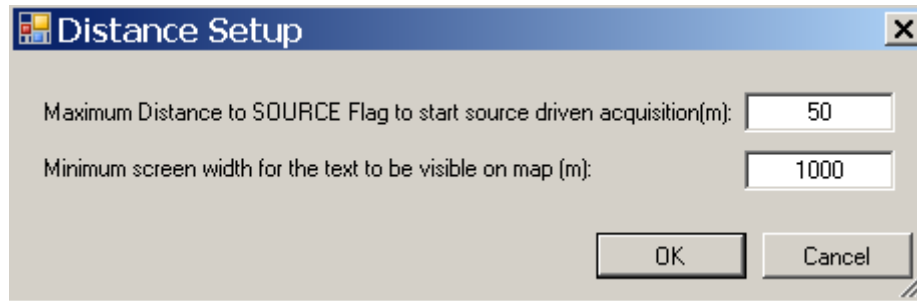 Distance Setup
Maximum Distance to SOURCE Flag to start source driven acquisition(m): 50
Minimum screen width for the text to be visible on map (m): 1000
OK Cancel